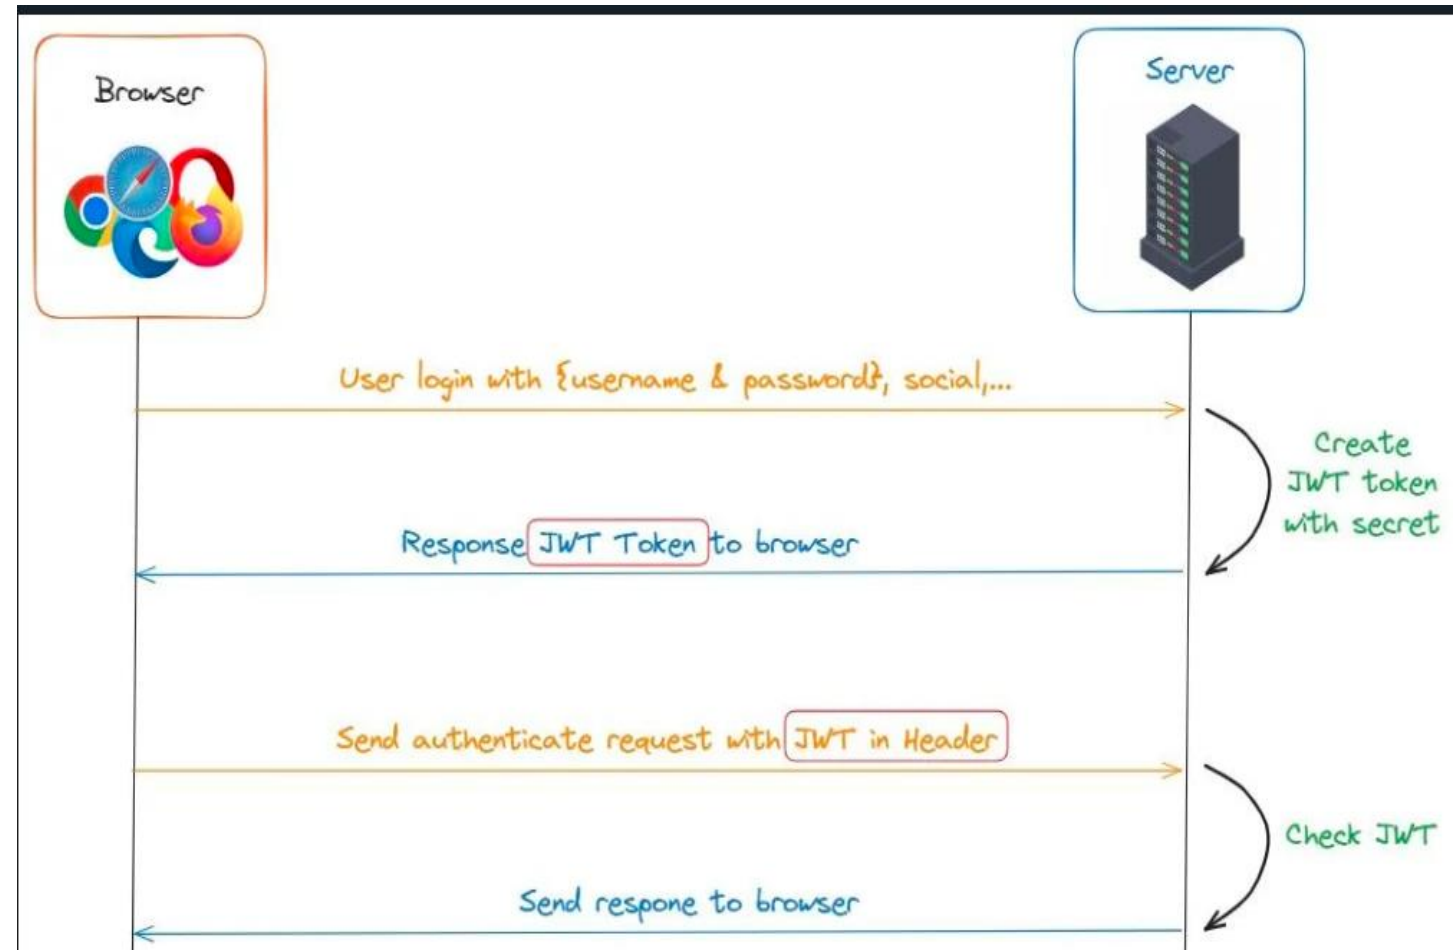 Browser
Server
User login with {username & password}, social,...
Create
JWT token
with secret
Response JWT Token to browser
Send authenticate request with JWT in Header
Check JWT
Send respone to browser